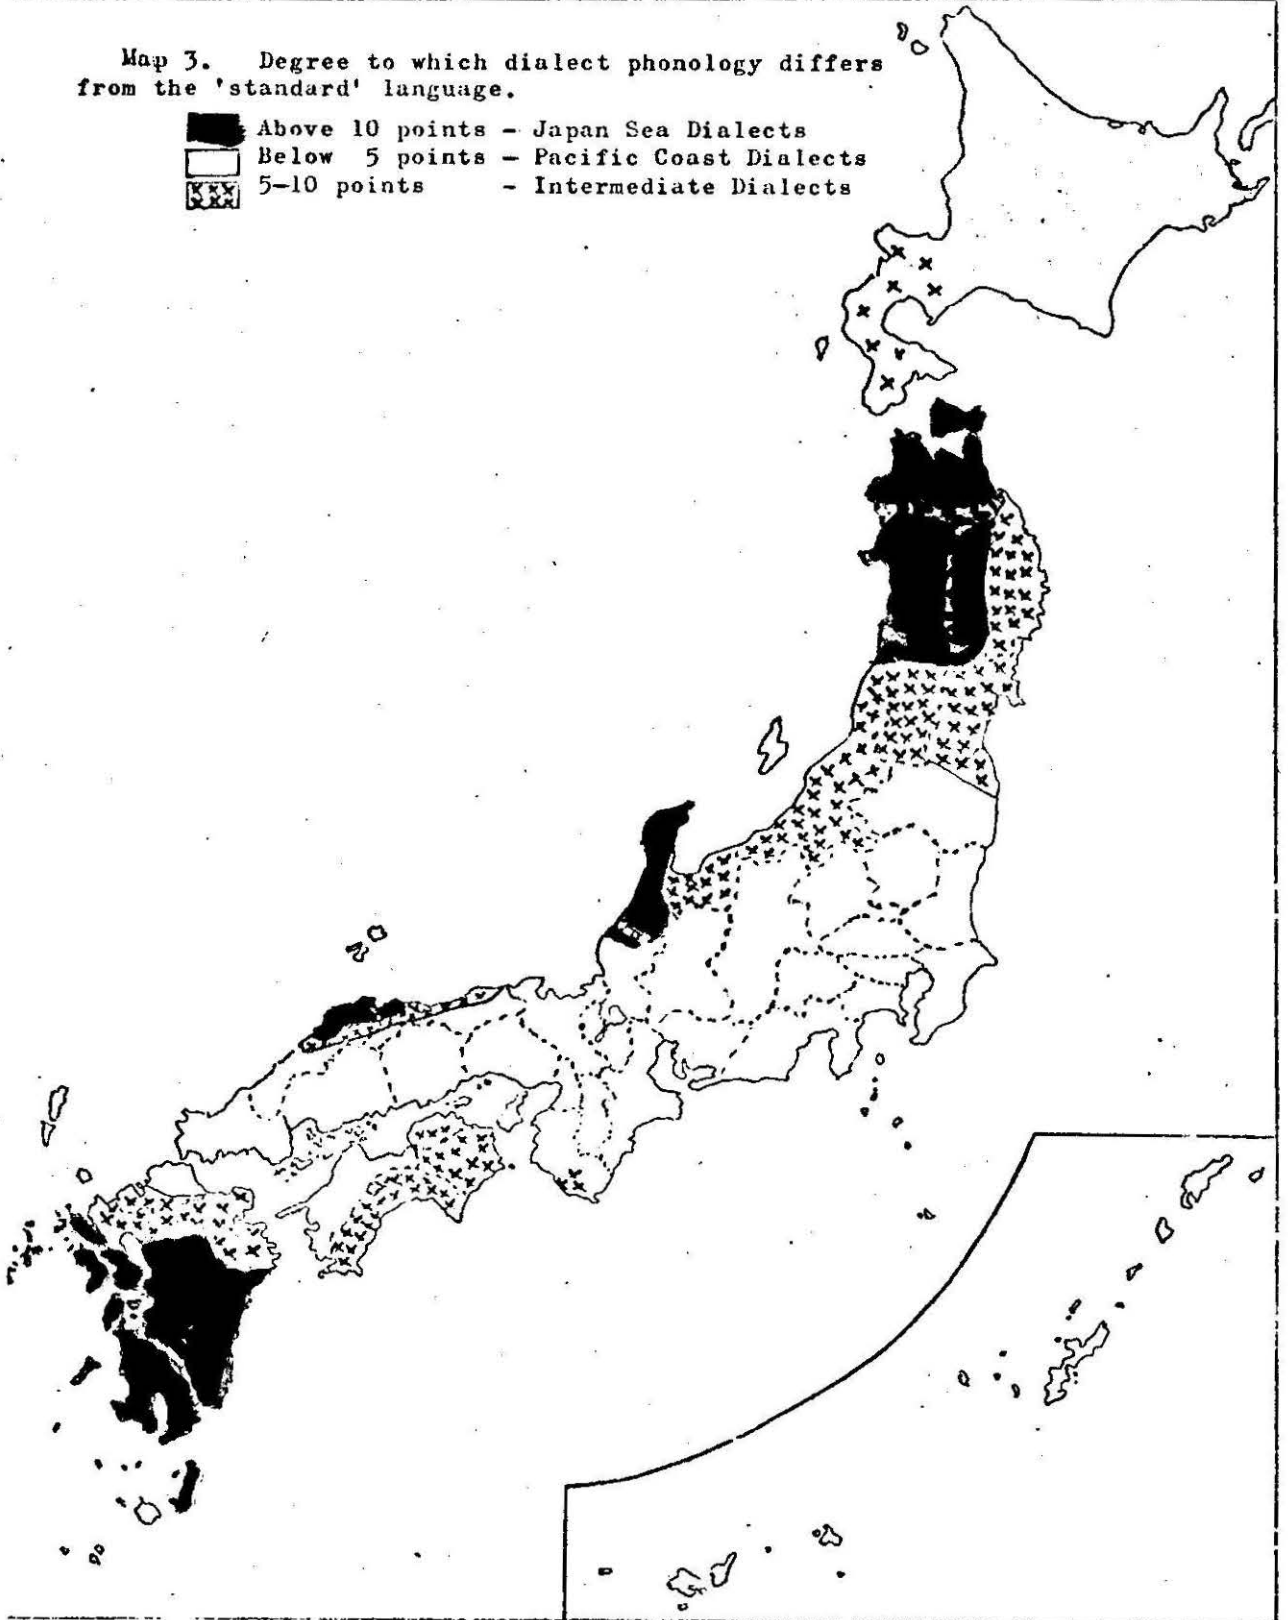 Map 3. Degree to which dialect phonology differs
from the 'standard' language.
Above 10 points - Japan Sea Dialects
Below 5 points - Pacific Coast Dialects
5-10 points - Intermediate Dialects